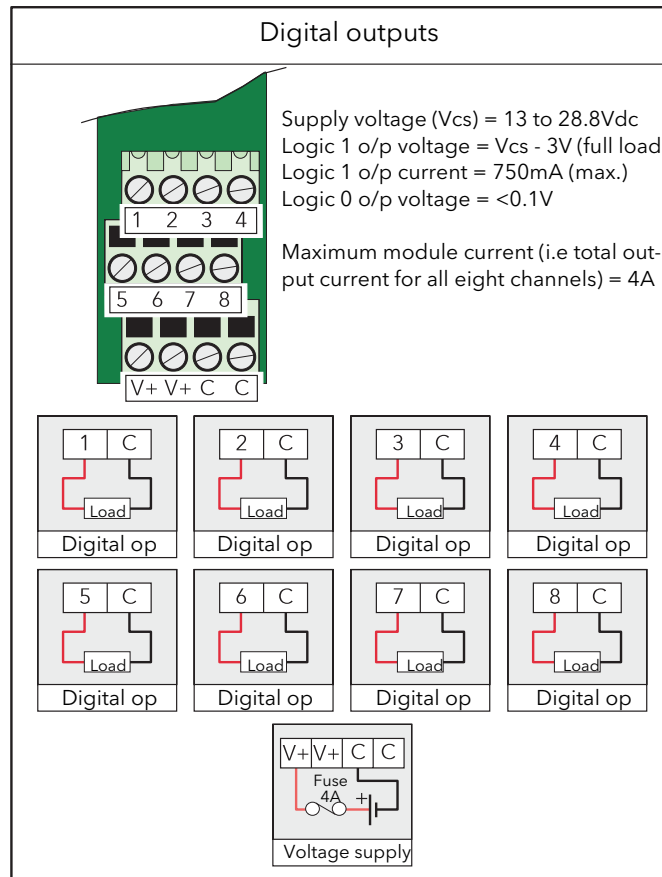 Digital outputs
Supply voltage (Vcs) = 13 to 28.8Vdc
Logic 1 o/p voltage = Vcs - 3V (full load
Logic 1 o/p current = 750mA (max.)
Logic 0 o/p voltage = <0.1V
Maximum module current (i.e total out-
put current for all eight channels) = 4A
1 2 3 4
5 6 7 8
V+ V+ C C
1 C
Load
Digital op
2 C
Load
Digital op
3 C
Load
Digital op
4 C
Load
Digital op
5 C
Load
Digital op
6 C
Load
Digital op
7 C
Load
Digital op
8 C
Load
Digital op
V+ V+ C C
Fuse
4A
+
Voltage supply